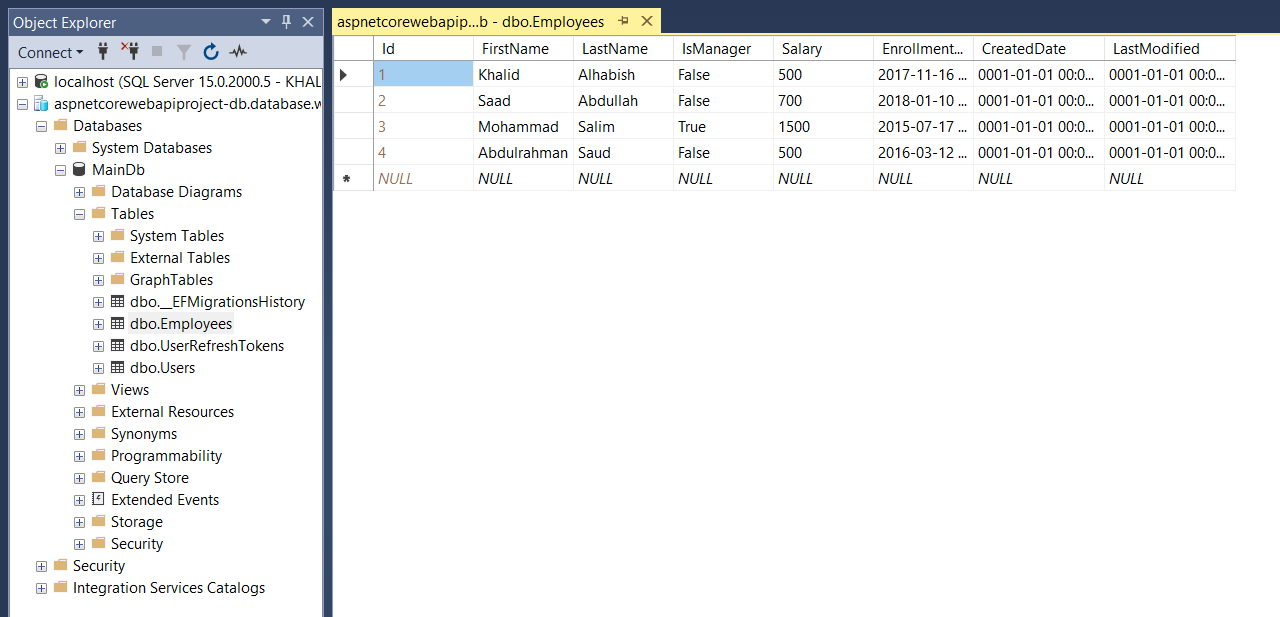 Object Explorer
Connect
localhost (SQL Server 15.0.2000.5 - KHAL
aspnetcorewebapiproject-db.database.w
Databases
System Databases
MainDb
Database Diagrams
Tables
System Tables
External Tables
GraphTables
dbo.__EFMigrationsHistory
dbo.Employees
dbo.UserRefreshTokens
dbo.Users
Views
External Resources
Synonyms
Programmability
Query Store
Extended Events
Storage
Security
Security
Integration Services Catalogs
aspnetcorewebapip...b - dbo.Employees
Id FirstName LastName IsManager Salary Enrollment... CreatedDate LastModified
1 Khalid Alhabish False 500 2017-11-16 ... 0001-01-01 00:0... 0001-01-01 00:0...
2 Saad Abdullah False 700 2018-01-10 ... 0001-01-01 00:0... 0001-01-01 00:0...
3 Mohammad Salim True 1500 2015-07-17 ... 0001-01-01 00:0... 0001-01-01 00:0...
4 Abdulrahman Saud False 500 2016-03-12 ... 0001-01-01 00:0... 0001-01-01 00:0...
* NULL NULL NULL NULL NULL NULL NULL NULL